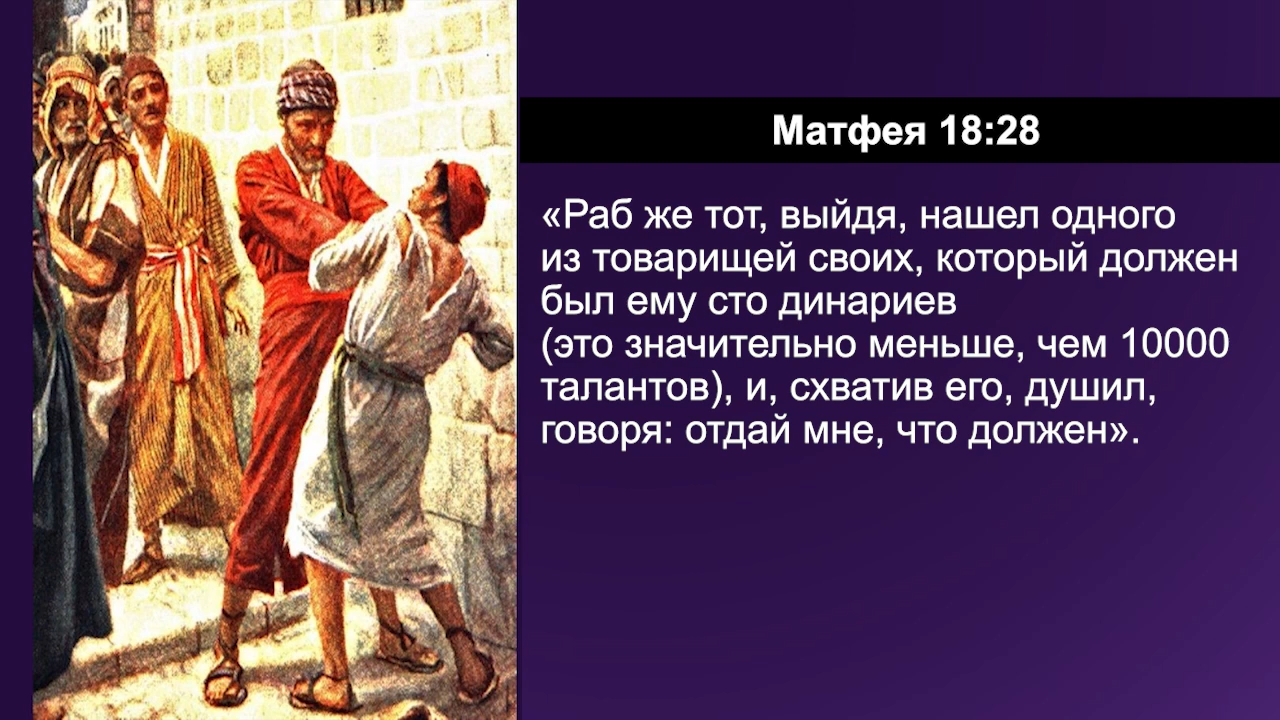 Матфея 18:28
«Раб же тот, выйдя, нашел одного
из товарищей своих, который должен
был ему сто динариев
(это значительно меньше, чем 10000
талантов), и, схватив его, душил,
говоря: отдай мне, что должен».